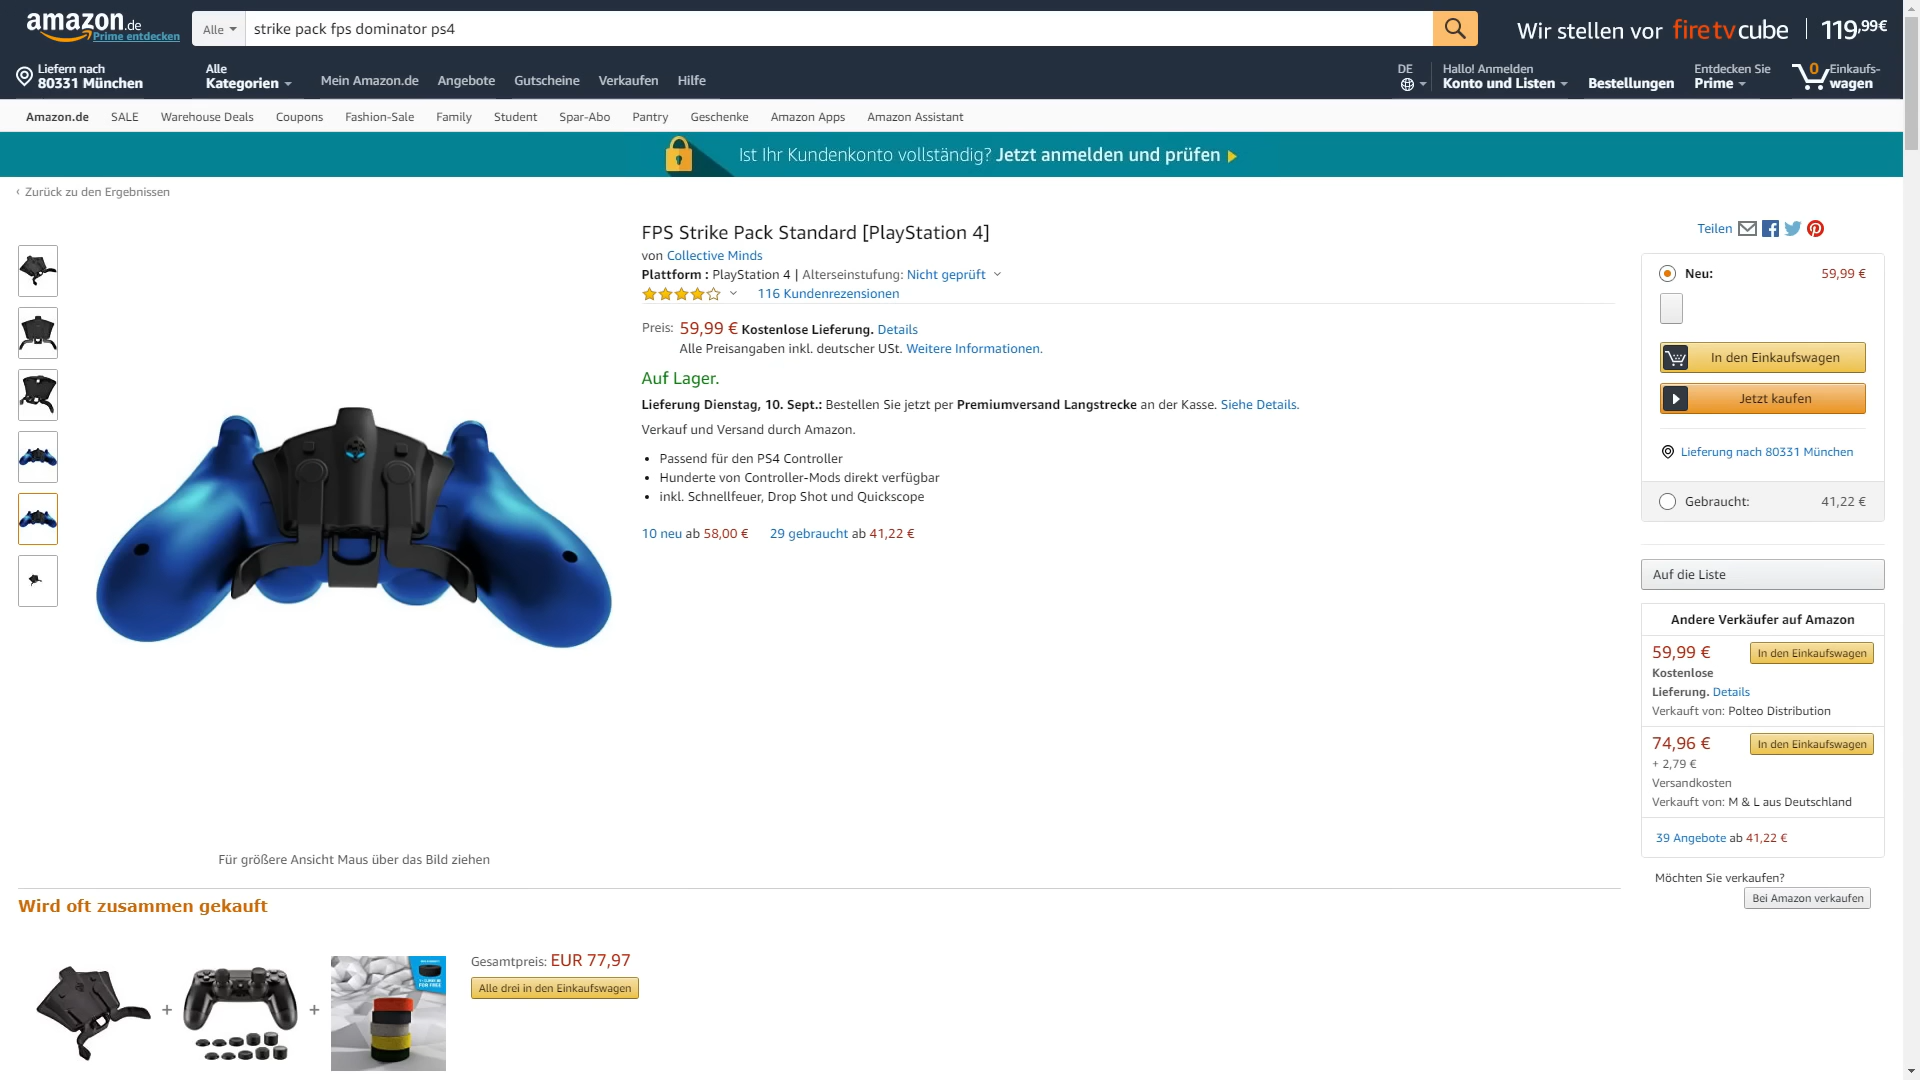 amazon.de
Prime entdecken
Alle
strike pack fps dominator ps4
Wir stellen vor fire tv cube | 119,99€
Liefern nach
80331 München
Alle
Kategorien
Mein Amazon.de
Angebote
Gutscheine
Verkaufen
Hilfe
DE
Hallo! Anmelden
Konto und Listen
Bestellungen
Entdecken Sie
Prime
0
Einkaufs-
wagen
Amazon.de
SALE
Warehouse Deals
Coupons
Fashion-Sale
Family
Student
Spar-Abo
Pantry
Geschenke
Amazon Apps
Amazon Assistant
Ist Ihr Kundenkonto vollständig? Jetzt anmelden und prüfen
‹ Zurück zu den Ergebnissen
FPS Strike Pack Standard [PlayStation 4]
von Collective Minds
Plattform : PlayStation 4 | Alterseinstufung: Nicht geprüft
116 Kundenrezensionen
Preis: 59,99 € Kostenlose Lieferung. Details
Alle Preisangaben inkl. deutscher USt. Weitere Informationen.
Auf Lager.
Lieferung Dienstag, 10. Sept.: Bestellen Sie jetzt per Premiumversand Langstrecke an der Kasse. Siehe Details.
Verkauf und Versand durch Amazon.
• Passend für den PS4 Controller
• Hunderte von Controller-Mods direkt verfügbar
• inkl. Schnellfeuer, Drop Shot und Quickscope
10 neu ab 58,00 € 29 gebraucht ab 41,22 €
Für größere Ansicht Maus über das Bild ziehen
Teilen
Neu: 59,99 €
In den Einkaufswagen
Jetzt kaufen
Lieferung nach 80331 München
Gebraucht: 41,22 €
Auf die Liste
Andere Verkäufer auf Amazon
59,99 €
In den Einkaufswagen
Kostenlose
Lieferung. Details
Verkauft von: Polteo Distribution
74,96 €
In den Einkaufswagen
+ 2,79 €
Versandkosten
Verkauft von: M & L aus Deutschland
39 Angebote ab 41,22 €
Möchten Sie verkaufen?
Bei Amazon verkaufen
Wird oft zusammen gekauft
+
+
Gesamtpreis: EUR 77,97
Alle drei in den Einkaufswagen